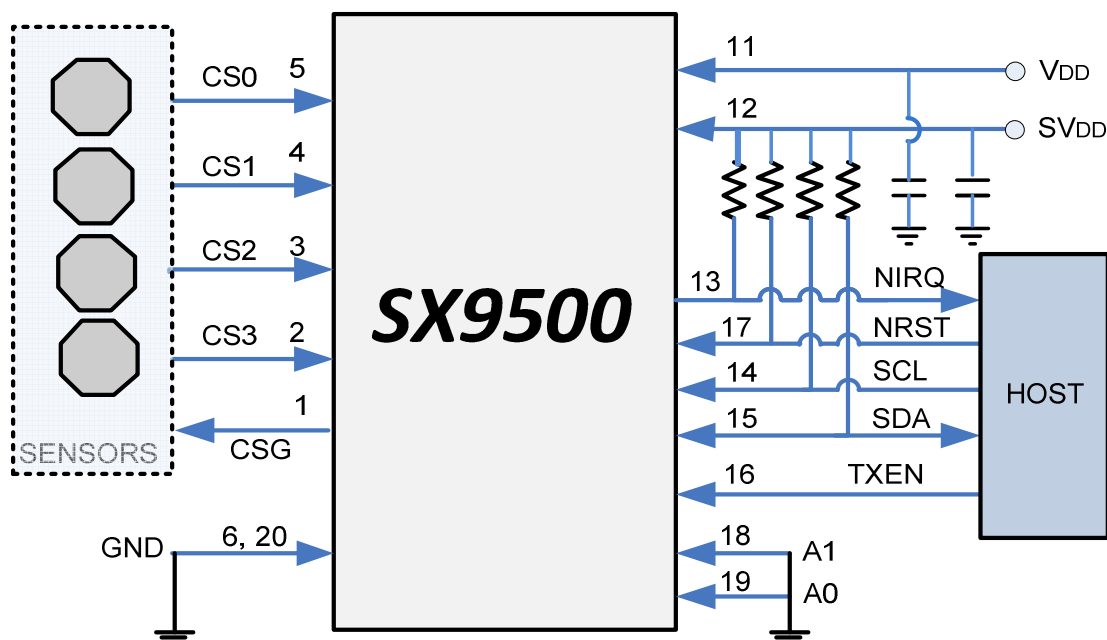 CS0 5
CS1 4
CS2 3
CS3 2
1
CSG
SENSORS
GND 6, 20
SX9500
11 VDD
12 SVDD
13 NIRQ
17 NRST
14 SCL
15 SDA
16 TXEN
HOST
18 A1
19 A0